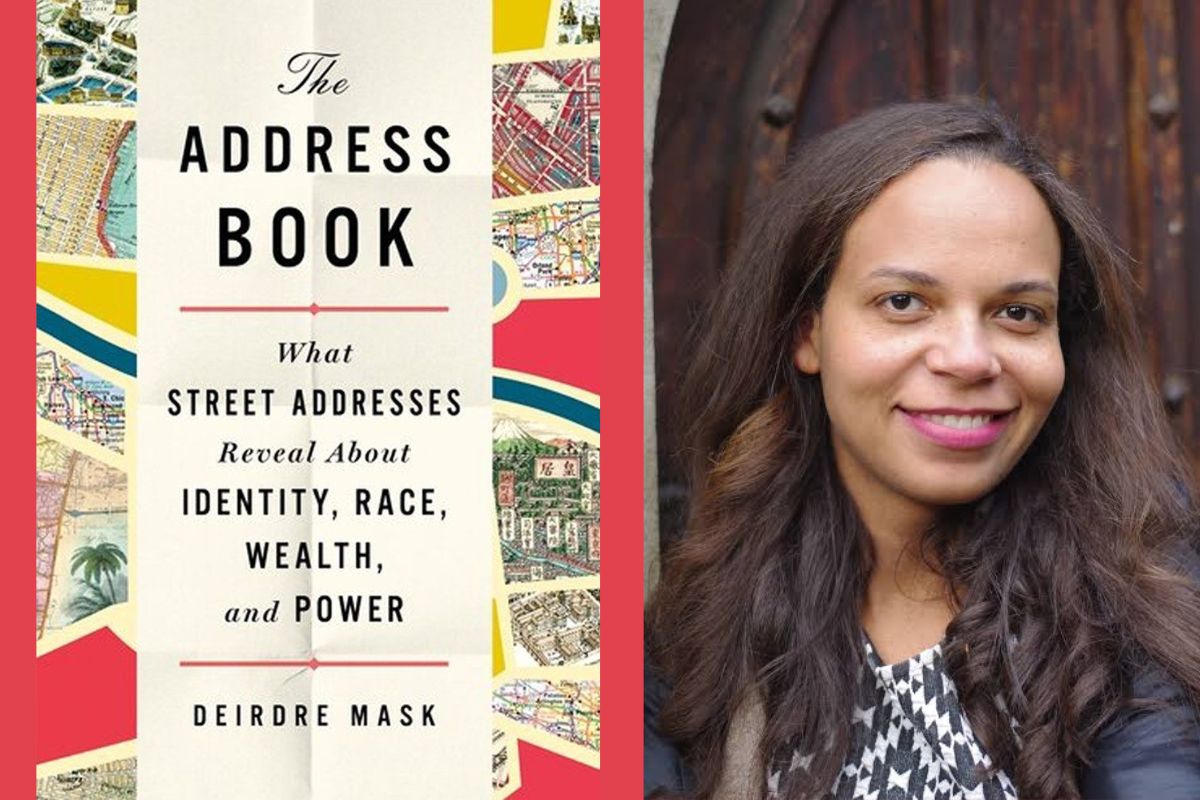 The
ADDRESS
BOOK
What
STREET ADDRESSES
Reveal About
IDENTITY, RACE,
WEALTH,
and POWER
DEIRDRE MASK